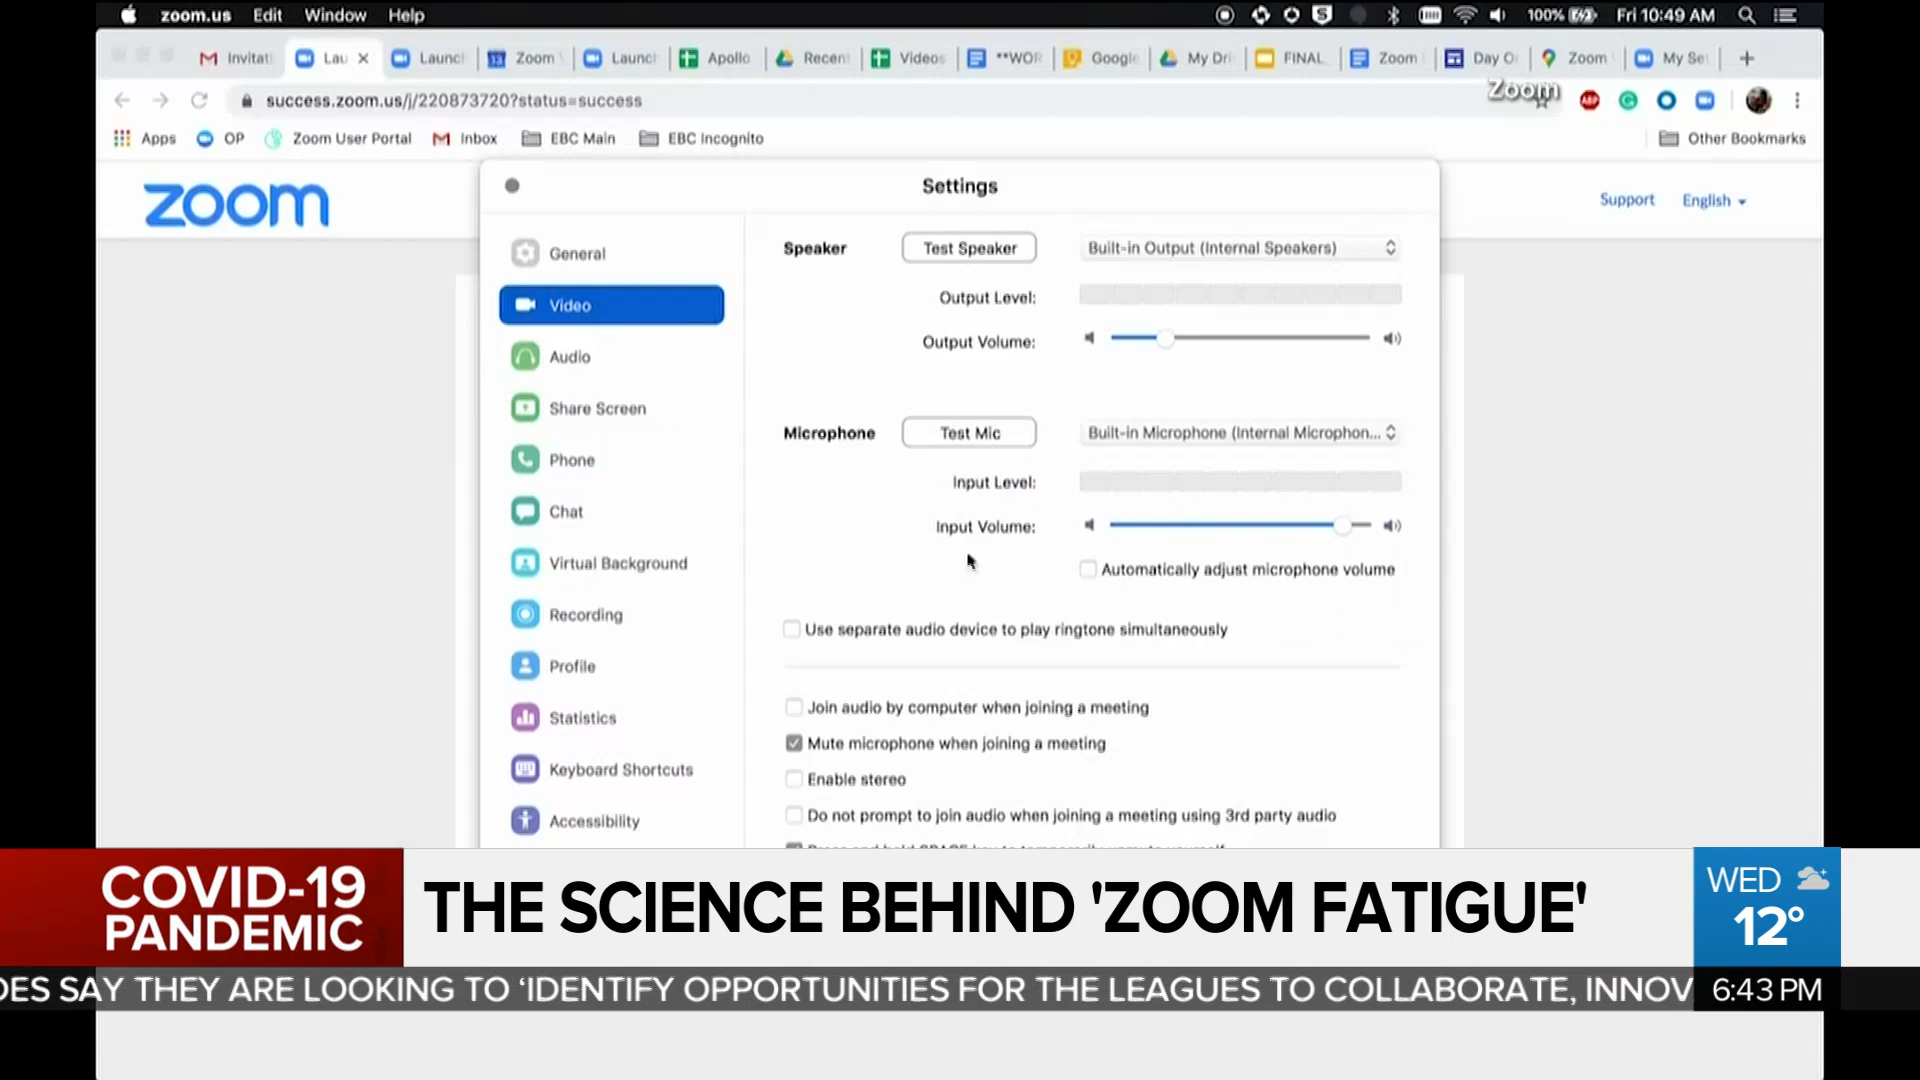 zoom.us Edit Window Help 100% Fri 10:49 AM
Invitati Lau Launch Zoom Launch Apollo Recent Videos **WOR Google My Dri FINAL Zoom Day O Zoom My Set
success.zoom.us/j/220873720?status=success
Zoom
ABP
Apps OP Zoom User Portal Inbox EBC Main EBC Incognito Other Bookmarks
zoom
Settings
Support English
General
Video
Audio
Share Screen
Phone
Chat
Virtual Background
Recording
Profile
Statistics
Keyboard Shortcuts
Accessibility
Speaker Test Speaker Built-in Output (Internal Speakers)
Output Level:
Output Volume:
Microphone Test Mic Built-in Microphone (Internal Microphon...
Input Level:
Input Volume:
Automatically adjust microphone volume
Use separate audio device to play ringtone simultaneously
Join audio by computer when joining a meeting
Mute microphone when joining a meeting
Enable stereo
Do not prompt to join audio when joining a meeting using 3rd party audio
COVID-19
PANDEMIC
THE SCIENCE BEHIND 'ZOOM FATIGUE'
WED
12°
DES SAY THEY ARE LOOKING TO ‘IDENTIFY OPPORTUNITIES FOR THE LEAGUES TO COLLABORATE, INNOV
6:43 PM